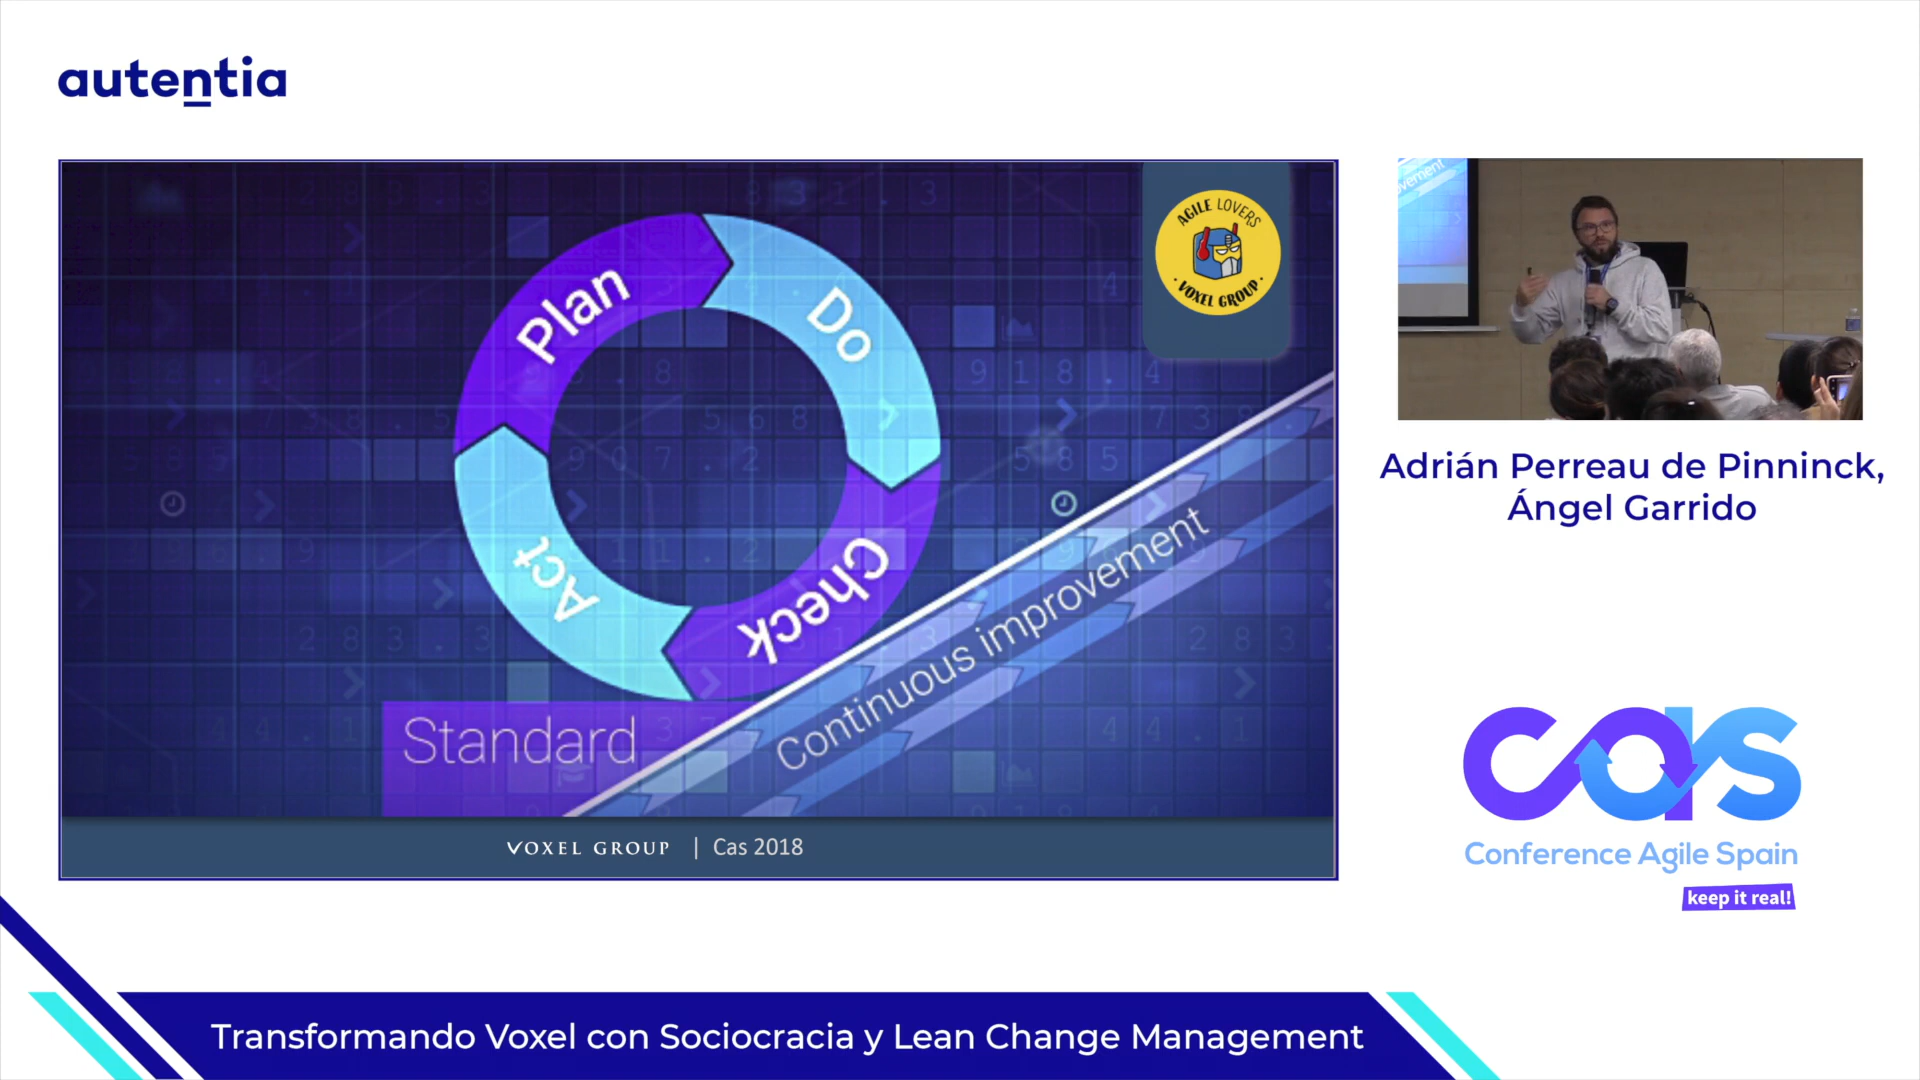 autentia
AGILE LOVERS
· VOXEL GROUP ·
Plan
Do
Check
Act
Standard
Continuous improvement
VOXEL GROUP | Cas 2018
vement
Adrián Perreau de Pinninck,
Ángel Garrido
cas
Conference Agile Spain
keep it real!
Transformando Voxel con Sociocracia y Lean Change Management